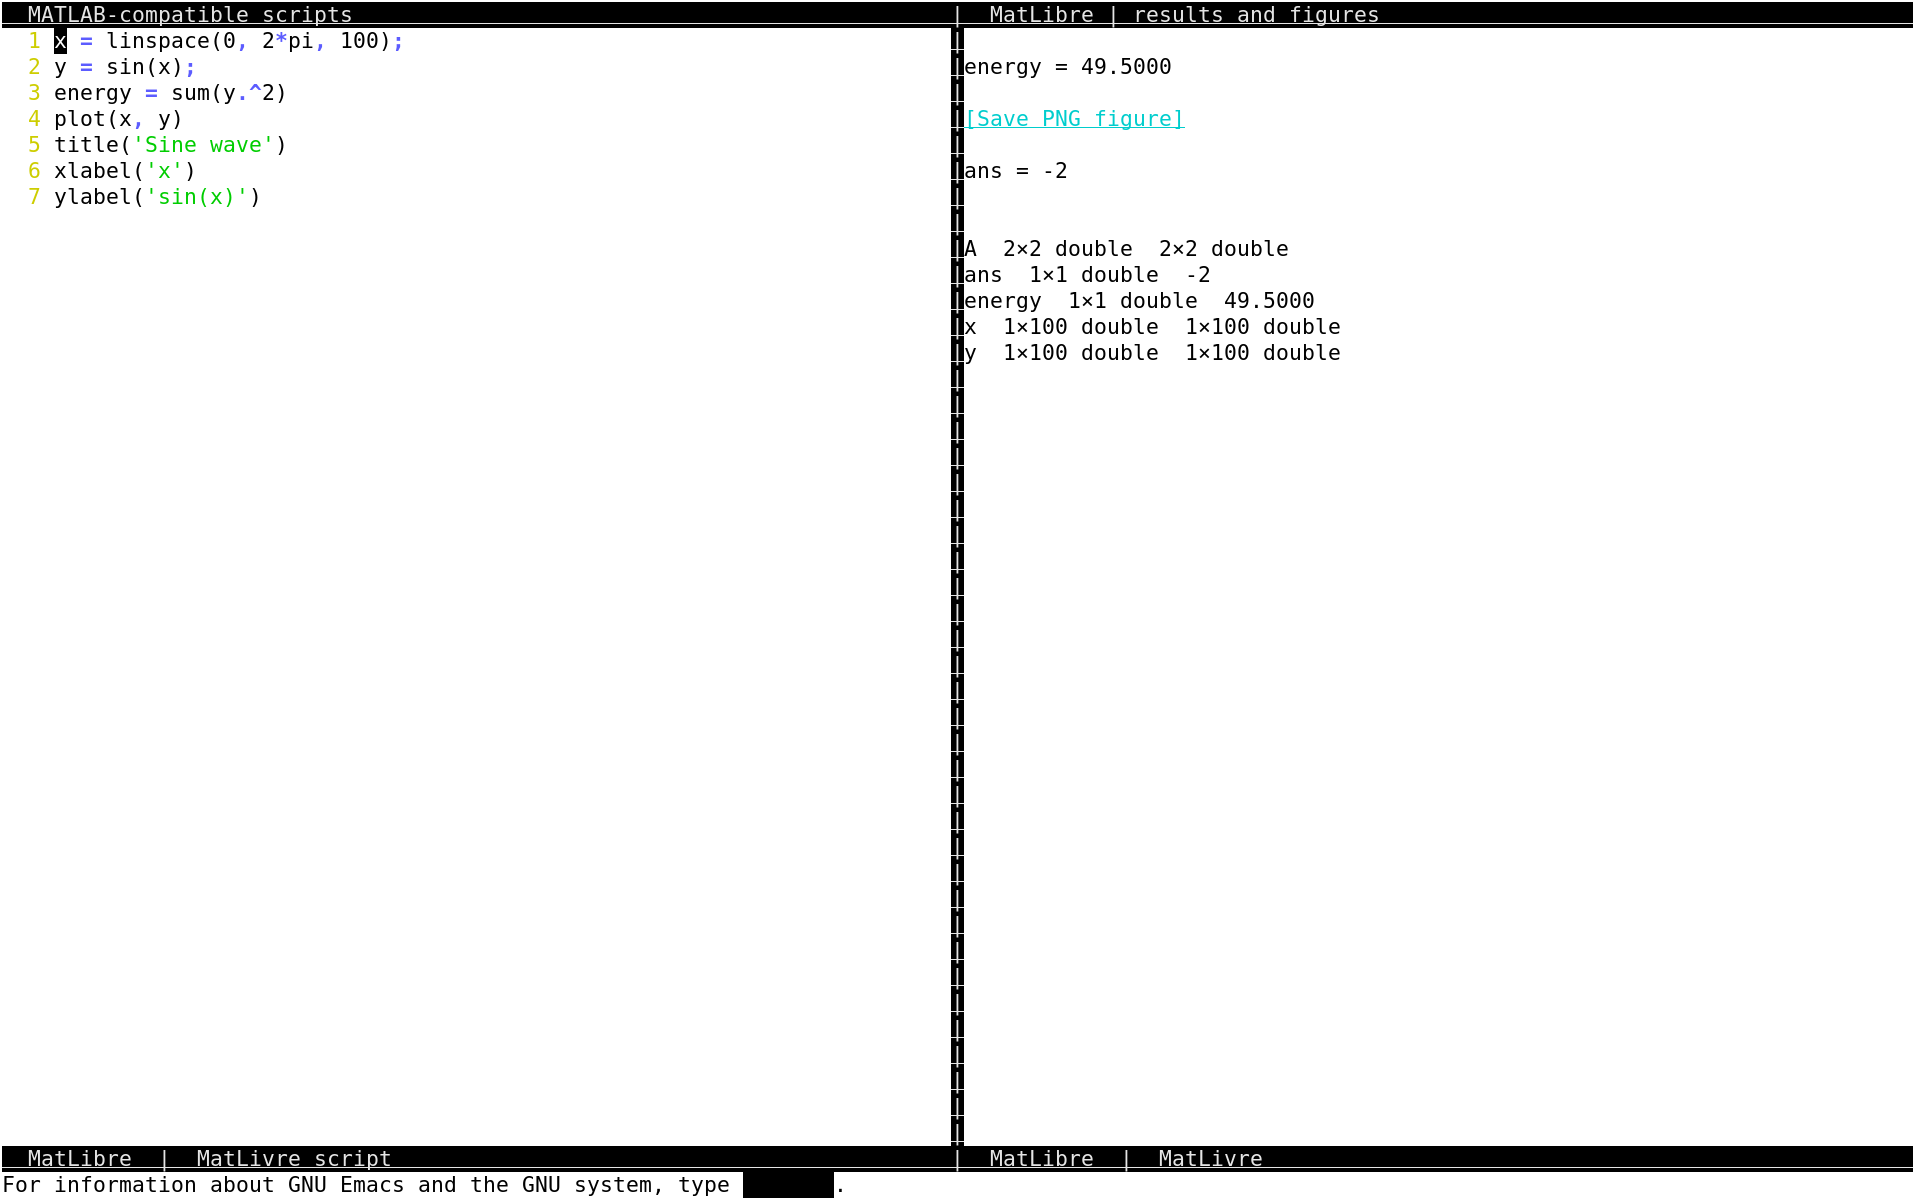 MATLAB-compatible scripts
1 x = linspace(0, 2*pi, 100);
2 y = sin(x);
3 energy = sum(y.^2)
4 plot(x, y)
5 title('Sine wave')
6 xlabel('x')
7 ylabel('sin(x)')
MatLibre | results and figures
energy = 49.5000
[Save PNG figure]
ans = -2
A  2×2 double  2×2 double
ans  1×1 double  -2
energy  1×1 double  49.5000
x  1×100 double  1×100 double
y  1×100 double  1×100 double
MatLibre  |  MatLivre script
MatLibre  |  MatLivre
For information about GNU Emacs and the GNU system, type .